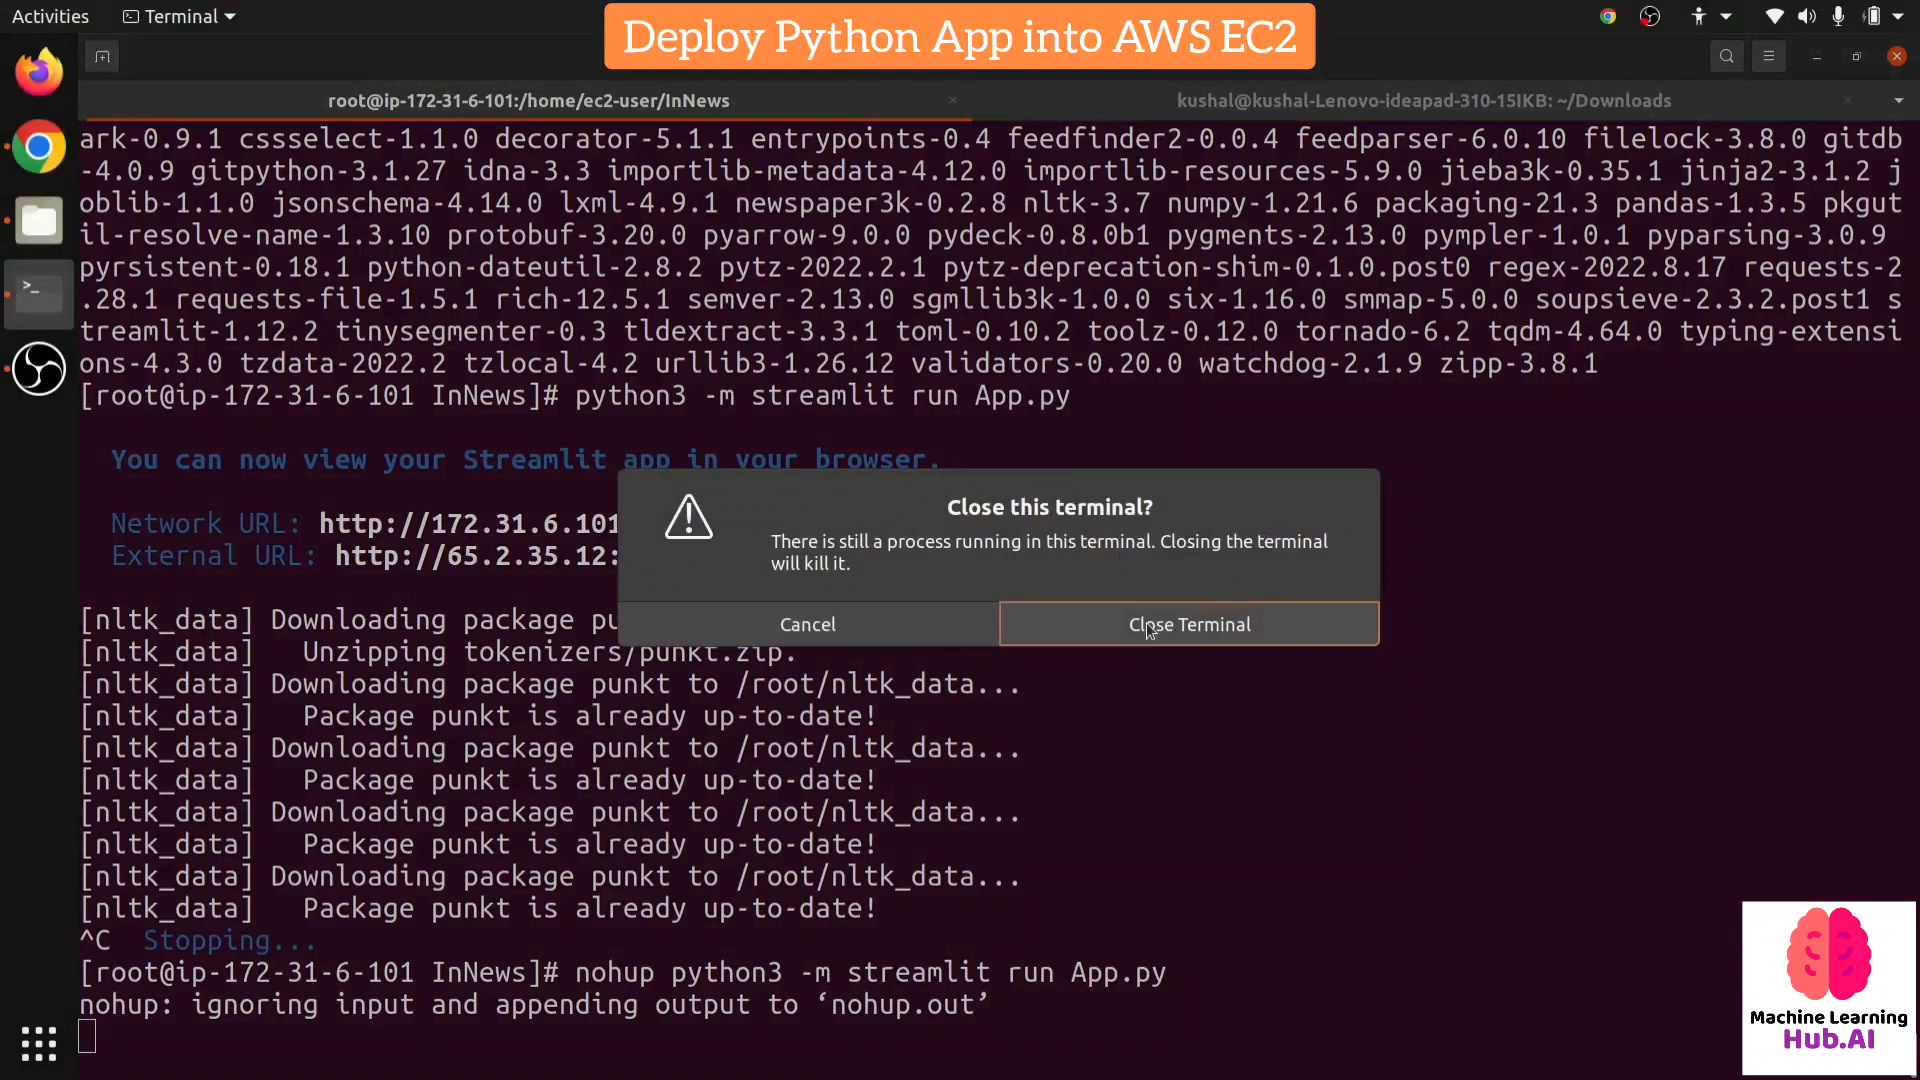 Activities
Terminal
Deploy Python App into AWS EC2
root@ip-172-31-6-101:/home/ec2-user/InNews
kushal@kushal-Lenovo-ideapad-310-15IKB: ~/Downloads
ark-0.9.1 cssselect-1.1.0 decorator-5.1.1 entrypoints-0.4 feedfinder2-0.0.4 feedparser-6.0.10 filelock-3.8.0 gitdb
-4.0.9 gitpython-3.1.27 idna-3.3 importlib-metadata-4.12.0 importlib-resources-5.9.0 jieba3k-0.35.1 jinja2-3.1.2 j
oblib-1.1.0 jsonschema-4.14.0 lxml-4.9.1 newspaper3k-0.2.8 nltk-3.7 numpy-1.21.6 packaging-21.3 pandas-1.3.5 pkgut
il-resolve-name-1.3.10 protobuf-3.20.0 pyarrow-9.0.0 pydeck-0.8.0b1 pygments-2.13.0 pympler-1.0.1 pyparsing-3.0.9
pyrsistent-0.18.1 python-dateutil-2.8.2 pytz-2022.2.1 pytz-deprecation-shim-0.1.0.post0 regex-2022.8.17 requests-2
.28.1 requests-file-1.5.1 rich-12.5.1 semver-2.13.0 sgmllib3k-1.0.0 six-1.16.0 smmap-5.0.0 soupsieve-2.3.2.post1 s
treamlit-1.12.2 tinysegmenter-0.3 tldextract-3.3.1 toml-0.10.2 toolz-0.12.0 tornado-6.2 tqdm-4.64.0 typing-extensi
ons-4.3.0 tzdata-2022.2 tzlocal-4.2 urllib3-1.26.12 validators-0.20.0 watchdog-2.1.9 zipp-3.8.1
[root@ip-172-31-6-101 InNews]# python3 -m streamlit run App.py
You can now view your Streamlit app in your browser.
Network URL: http://172.31.6.101
External URL: http://65.2.35.12:
Close this terminal?
There is still a process running in this terminal. Closing the terminal
will kill it.
Cancel
Close Terminal
[nltk_data] Downloading package pu
[nltk_data]   Unzipping tokenizers/punkt.zip.
[nltk_data] Downloading package punkt to /root/nltk_data...
[nltk_data]   Package punkt is already up-to-date!
[nltk_data] Downloading package punkt to /root/nltk_data...
[nltk_data]   Package punkt is already up-to-date!
[nltk_data] Downloading package punkt to /root/nltk_data...
[nltk_data]   Package punkt is already up-to-date!
[nltk_data] Downloading package punkt to /root/nltk_data...
[nltk_data]   Package punkt is already up-to-date!
^C  Stopping...
[root@ip-172-31-6-101 InNews]# nohup python3 -m streamlit run App.py
nohup: ignoring input and appending output to ‘nohup.out’
Machine Learning
Hub.AI